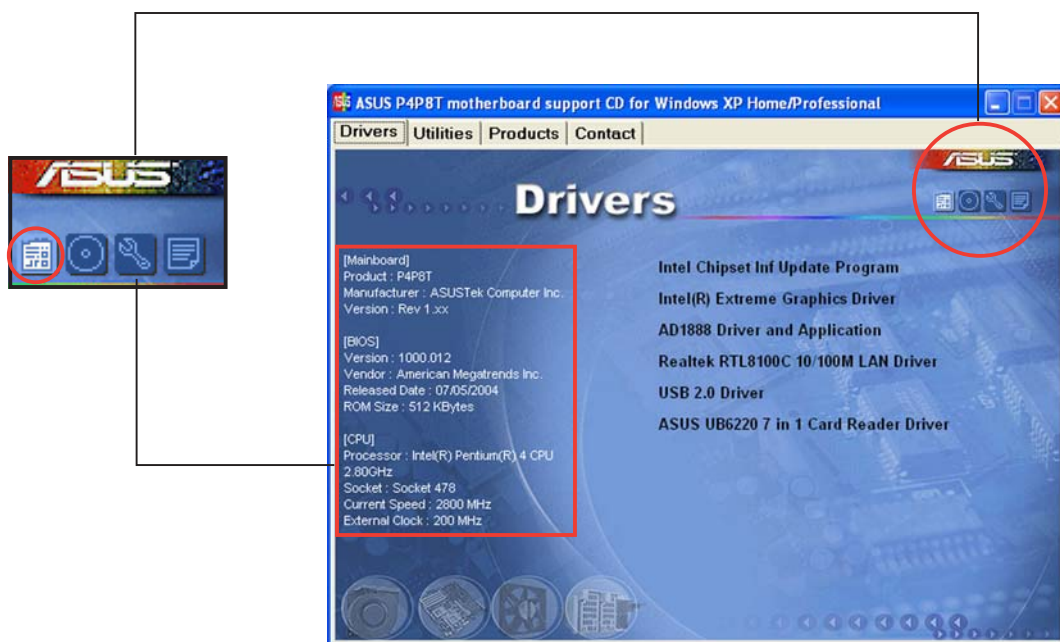 ASUS P4P8T motherboard support CD for Windows XP Home/Professional
Drivers Utilities Products Contact
/SUS
/SUS
Drivers
[Mainboard]
Product : P4P8T
Manufacturer : ASUSTek Computer Inc.
Version : Rev 1.xx
[BIOS]
Version : 1000.012
Vendor : American Megatrends Inc.
Released Date : 07/05/2004
ROM Size : 512 KBytes
[CPU]
Processor : Intel(R) Pentium(R) 4 CPU
2.80GHz
Socket : Socket 478
Current Speed : 2800 MHz
External Clock : 200 MHz
Intel Chipset Inf Update Program
Intel(R) Extreme Graphics Driver
AD1888 Driver and Application
Realtek RTL8100C 10/100M LAN Driver
USB 2.0 Driver
ASUS UB6220 7 in 1 Card Reader Driver